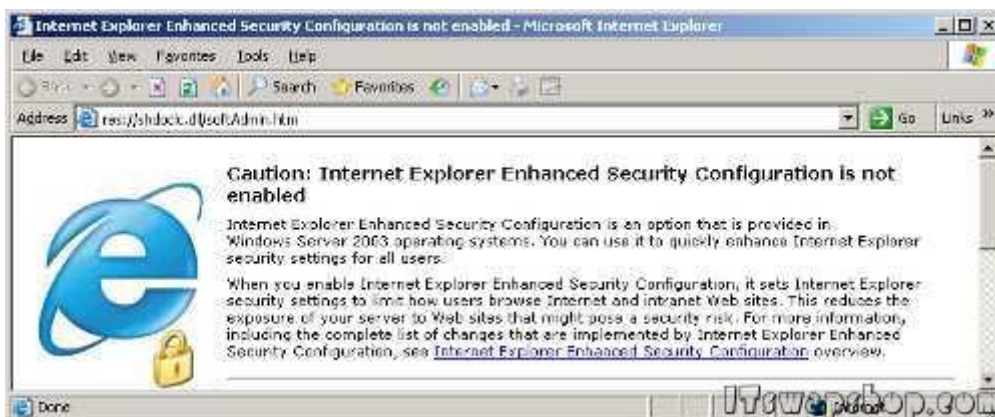 Internet Explorer Enhanced Security Configuration is not enabled - Microsoft Internet Explorer
File Edit View Favorites Tools Help
Back Search Favorites
Address res://shdoclc.dll/softAdmin.htm Go Links »
Caution: Internet Explorer Enhanced Security Configuration is not
enabled
Internet Explorer Enhanced Security Configuration is an option that is provided in
Windows Server 2003 operating systems. You can use it to quickly enhance Internet Explorer
security settings for all users.
When you enable Internet Explorer Enhanced Security Configuration, it sets Internet Explorer
security settings to limit how users browse Internet and intranet Web sites. This reduces the
exposure of your server to Web sites that might pose a security risk. For more information,
including the complete list of changes that are implemented by Internet Explorer Enhanced
Security Configuration, see Internet Explorer Enhanced Security Configuration overview.
Done
ITswapshop.com